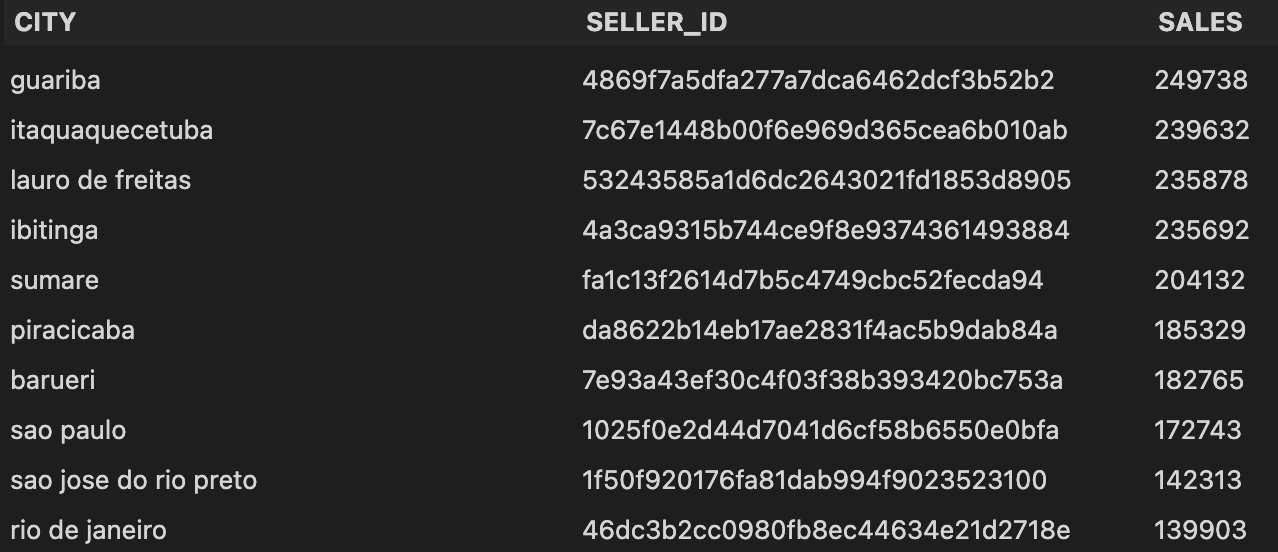 CITY SELLER_ID SALES
guariba 4869f7a5dfa277a7dca6462dcf3b52b2 249738
itaquaquecetuba 7c67e1448b00f6e969d365cea6b010ab 239632
lauro de freitas 53243585a1d6dc2643021fd1853d8905 235878
ibitinga 4a3ca9315b744ce9f8e9374361493884 235692
sumare fa1c13f2614d7b5c4749cbc52fecda94 204132
piracicaba da8622b14eb17ae2831f4ac5b9dab84a 185329
barueri 7e93a43ef30c4f03f38b393420bc753a 182765
sao paulo 1025f0e2d44d7041d6cf58b6550e0bfa 172743
sao jose do rio preto 1f50f920176fa81dab994f9023523100 142313
rio de janeiro 46dc3b2cc0980fb8ec44634e21d2718e 139903